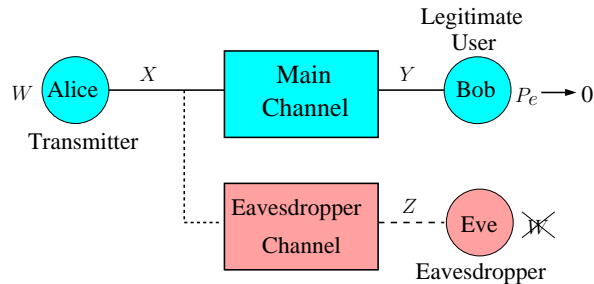 Legitimate
User
W
Alice
X
Main
Channel
Y
Bob
Pe → 0
Transmitter
Eavesdropper
Channel
Z
Eve
W
Eavesdropper